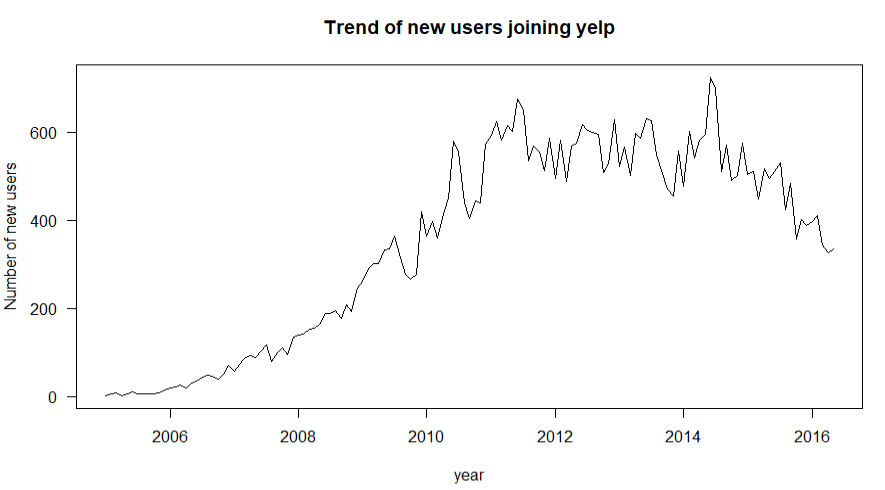 Trend of new users joining yelp
Number of new users
600
400
200
0
2006 2008 2010 2012 2014 2016
year